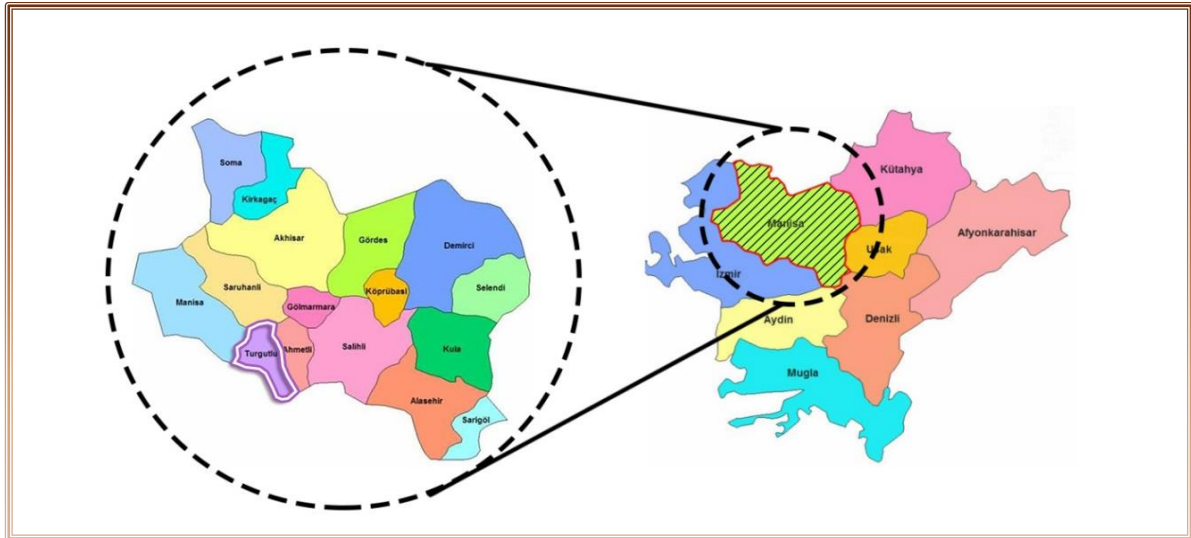 Soma
Kirkagaç
Akhisar
Gördes
Demirci
Manisa
Saruhanli
Gölmarmara
Köprübasi
Selendi
Turgutlu
Ahmetli
Salihli
Kula
Alasehir
Sarigöl
Kütahya
Manisa
Usak
Afyonkarahisar
Izmir
Aydin
Denizli
Mugla